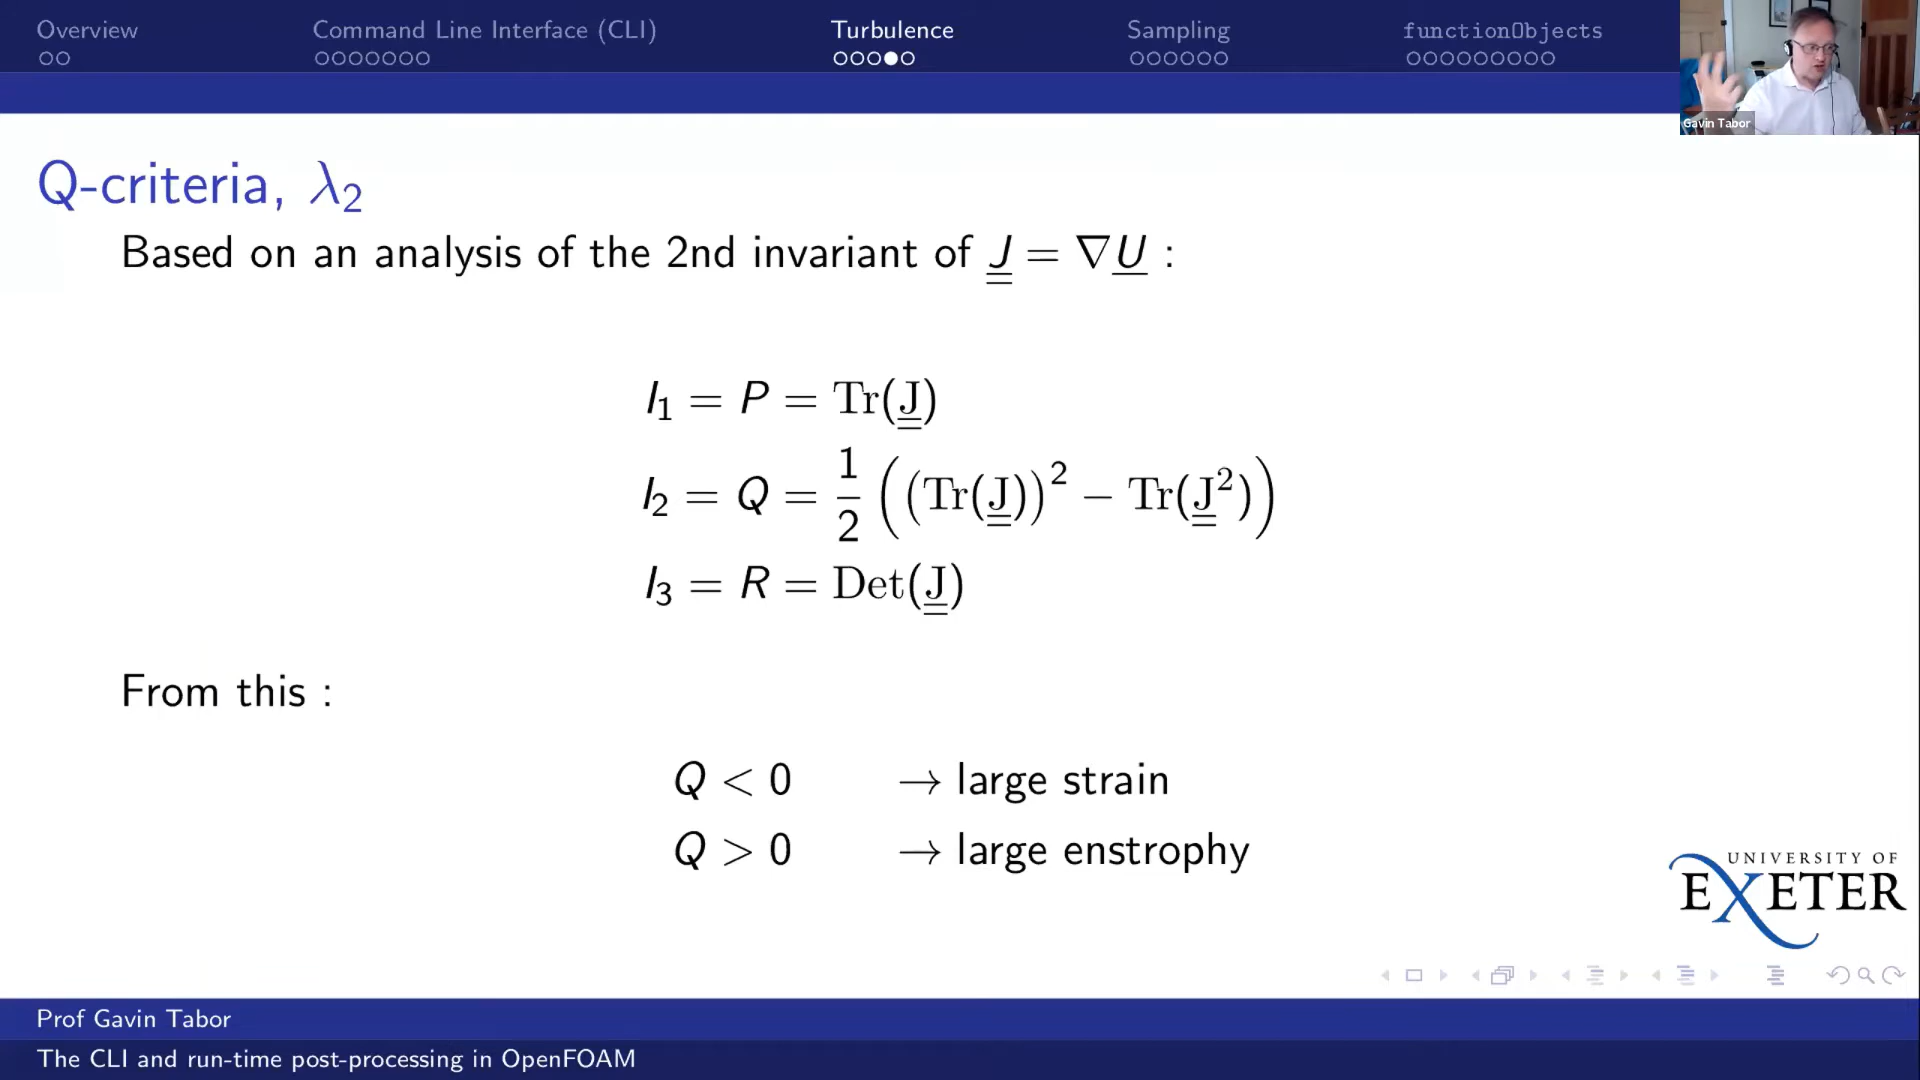 Overview Command Line Interface (CLI) Turbulence Sampling functionObjects
Gavin Tabor
Q-criteria, λ₂
Based on an analysis of the 2nd invariant of J = ∇U :
I₁ = P = Tr(J)
I₂ = Q = 1/2 ((Tr(J))² − Tr(J²))
I₃ = R = Det(J)
From this :
Q < 0 → large strain
Q > 0 → large enstrophy
UNIVERSITY OF
EXETER
Prof Gavin Tabor
The CLI and run-time post-processing in OpenFOAM